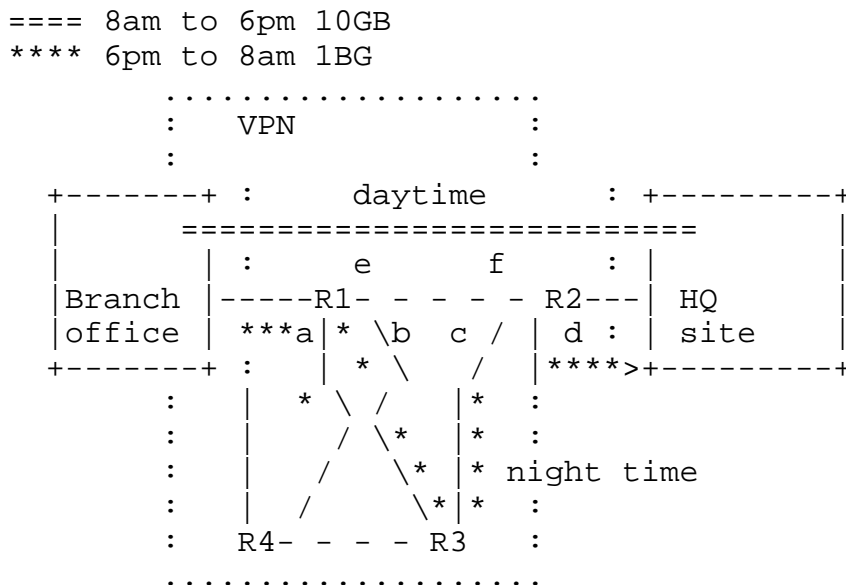 ==== 8am to 6pm 10GB
**** 6pm to 8am 1BG
VPN
daytime
e f
Branch R1 R2 HQ
office a b c d site
night time
R4 R3